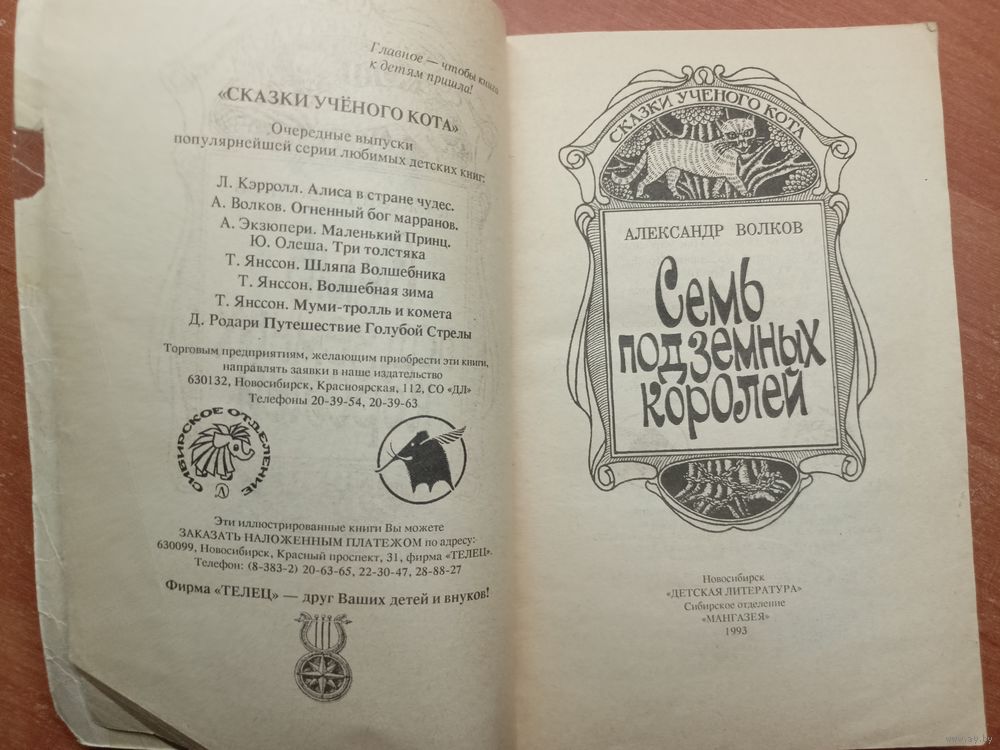 Главное — чтобы книга
к детям пришла!
«СКАЗКИ УЧЁНОГО КОТА»
Очередные выпуски
популярнейшей серии любимых детских книг:
Л. Кэрролл. Алиса в стране чудес.
А. Волков. Огненный бог марранов.
А. Экзюпери. Маленький Принц.
Ю. Олеша. Три толстяка
Т. Янссон. Шляпа Волшебника
Т. Янссон. Волшебная зима
Т. Янссон. Муми-тролль и комета
Д. Родари Путешествие Голубой Стрелы
Торговым предприятиям, желающим приобрести эти книги,
направлять заявки в наше издательство
630132, Новосибирск, Красноярская, 112, СО «ДЛ»
Телефоны 20-39-54, 20-39-63
СИБИРСКОЕ ОТДЕЛЕНИЕ
Эти иллюстрированные книги Вы можете
ЗАКАЗАТЬ НАЛОЖЕННЫМ ПЛАТЕЖОМ по адресу:
630099, Новосибирск, Красный проспект, 31, фирма «ТЕЛЕЦ».
Телефон: (8-383-2) 20-63-65, 22-30-47, 28-88-27
Фирма «ТЕЛЕЦ» — друг Ваших детей и внуков!
СКАЗКИ УЧЕНОГО КОТА
АЛЕКСАНДР ВОЛКОВ
Семь
подземных
королей
Новосибирск
«ДЕТСКАЯ ЛИТЕРАТУРА»
Сибирское отделение
«МАНГАЗЕЯ»
1993
www.ay.by